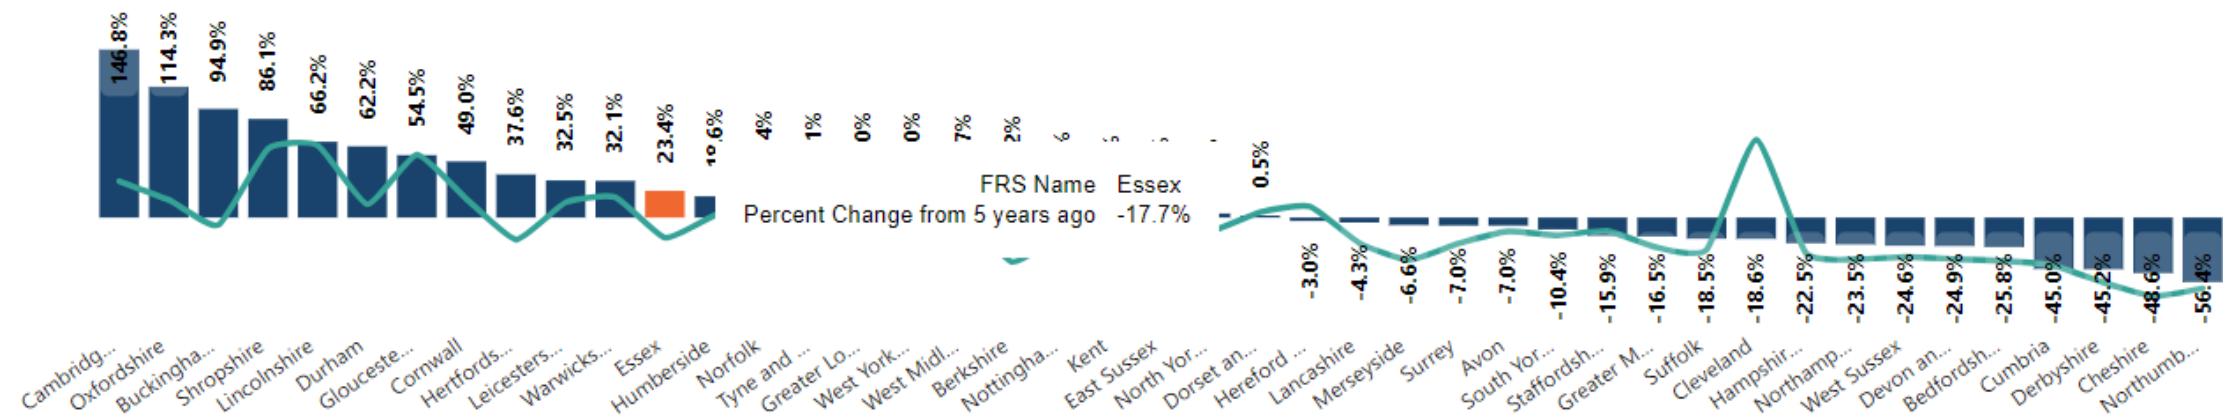 146.8%
114.3%
94.9%
86.1%
66.2%
62.2%
54.5%
49.0%
37.6%
32.5%
32.1%
23.4%
4%
1%
0%
0%
7%
2%
0.5%
-3.0%
-4.3%
-6.6%
-7.0%
-7.0%
-10.4%
-15.9%
-16.5%
-18.5%
-18.6%
-22.5%
-23.5%
-24.6%
-24.9%
-25.8%
-45.0%
-45.2%
-48.6%
-56.4%
FRS Name Essex
Percent Change from 5 years ago -17.7%
Cambridg...
Oxfordshire
Buckingha...
Shropshire
Lincolnshire
Durham
Glouceste...
Cornwall
Hertfords...
Leicesters...
Warwicks...
Essex
Humberside
Norfolk
Tyne and ...
Greater Lo...
West York...
West Midl...
Berkshire
Nottingha...
Kent
East Sussex
North Yor...
Dorset an...
Hereford ...
Lancashire
Merseyside
Surrey
Avon
South Yor...
Staffordsh...
Greater M...
Suffolk
Cleveland
Hampshir...
Northamp...
West Sussex
Devon an...
Bedfordsh...
Cumbria
Derbyshire
Cheshire
Northumb...